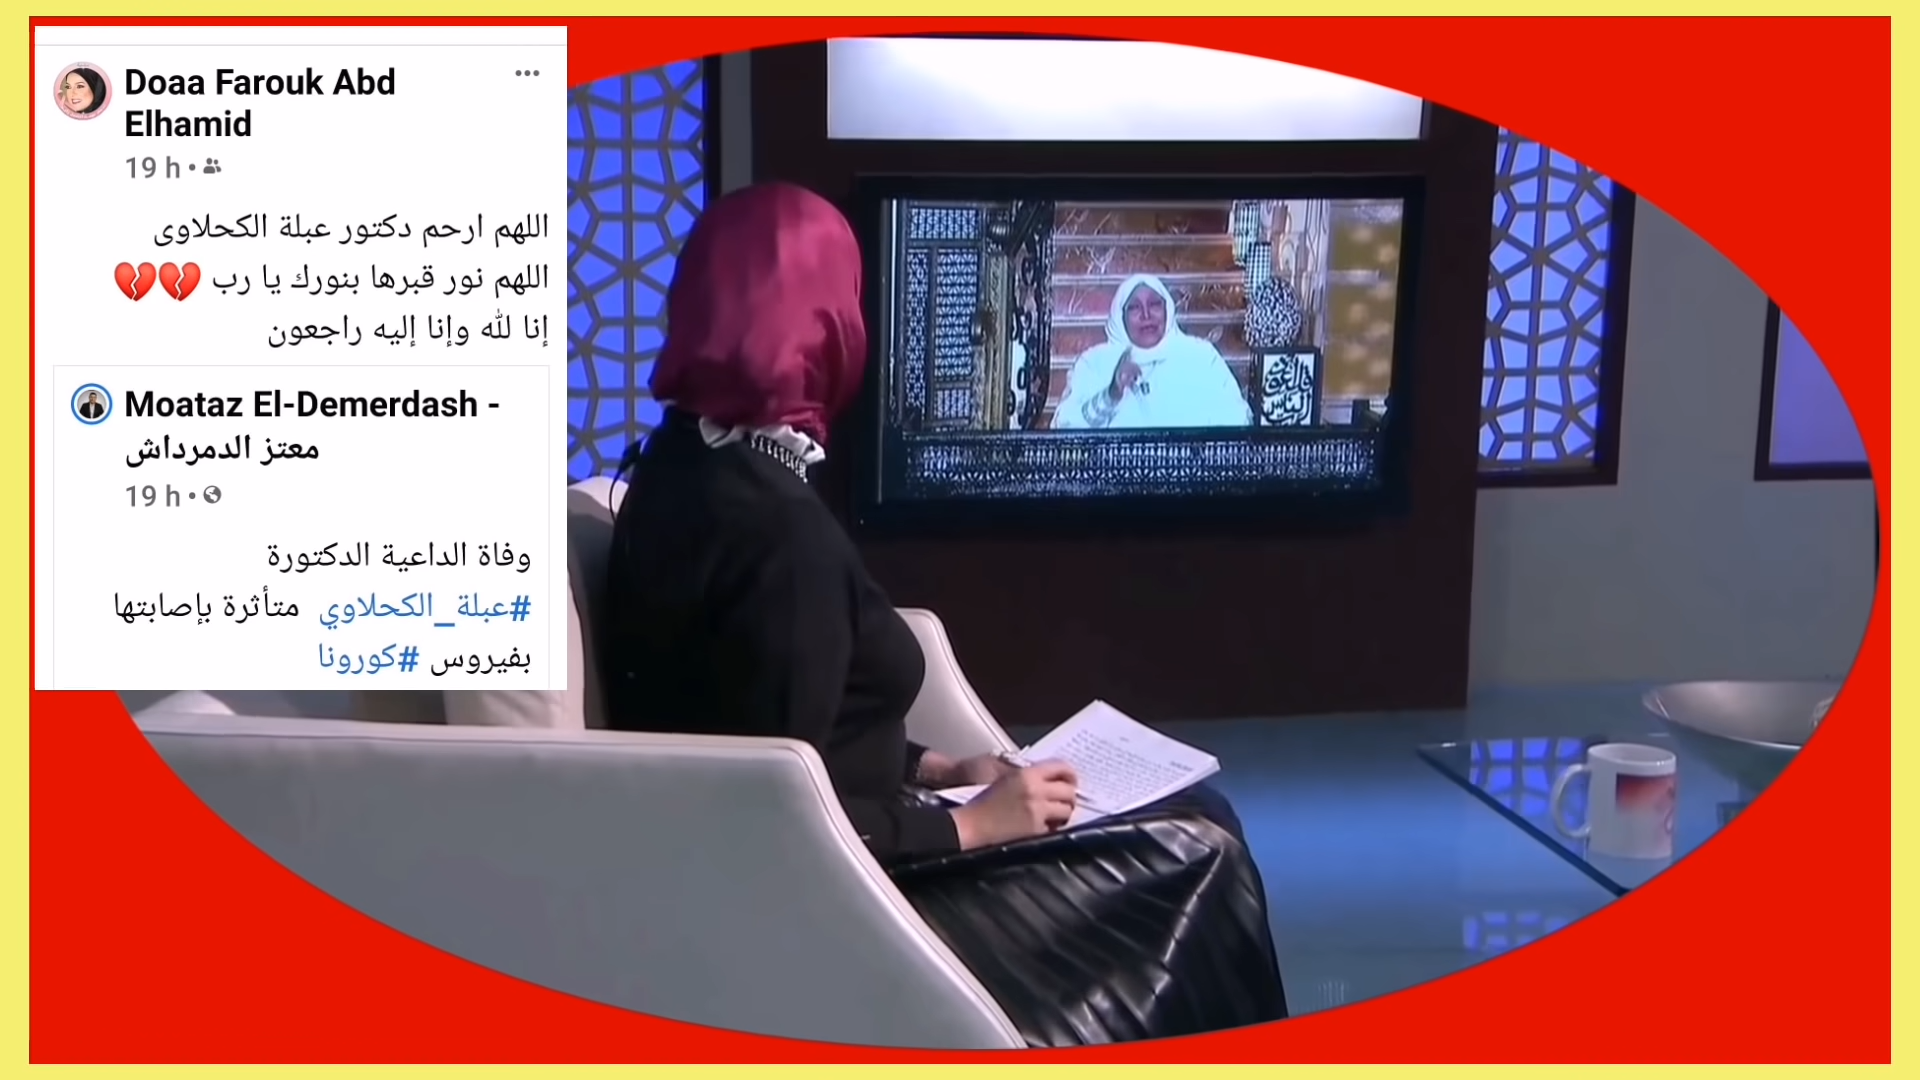 Doaa Farouk Abd
Elhamid
19 h •
اللهم ارحم دكتور عبلة الكحلاوى
اللهم نور قبرها بنورك يا رب 💔💔
إنا لله وإنا إليه راجعون
Moataz El-Demerdash -
معتز الدمرداش
19 h •
وفاة الداعية الدكتورة
#عبلة_الكحلاوي متأثرة بإصابتها
بفيروس #كورونا